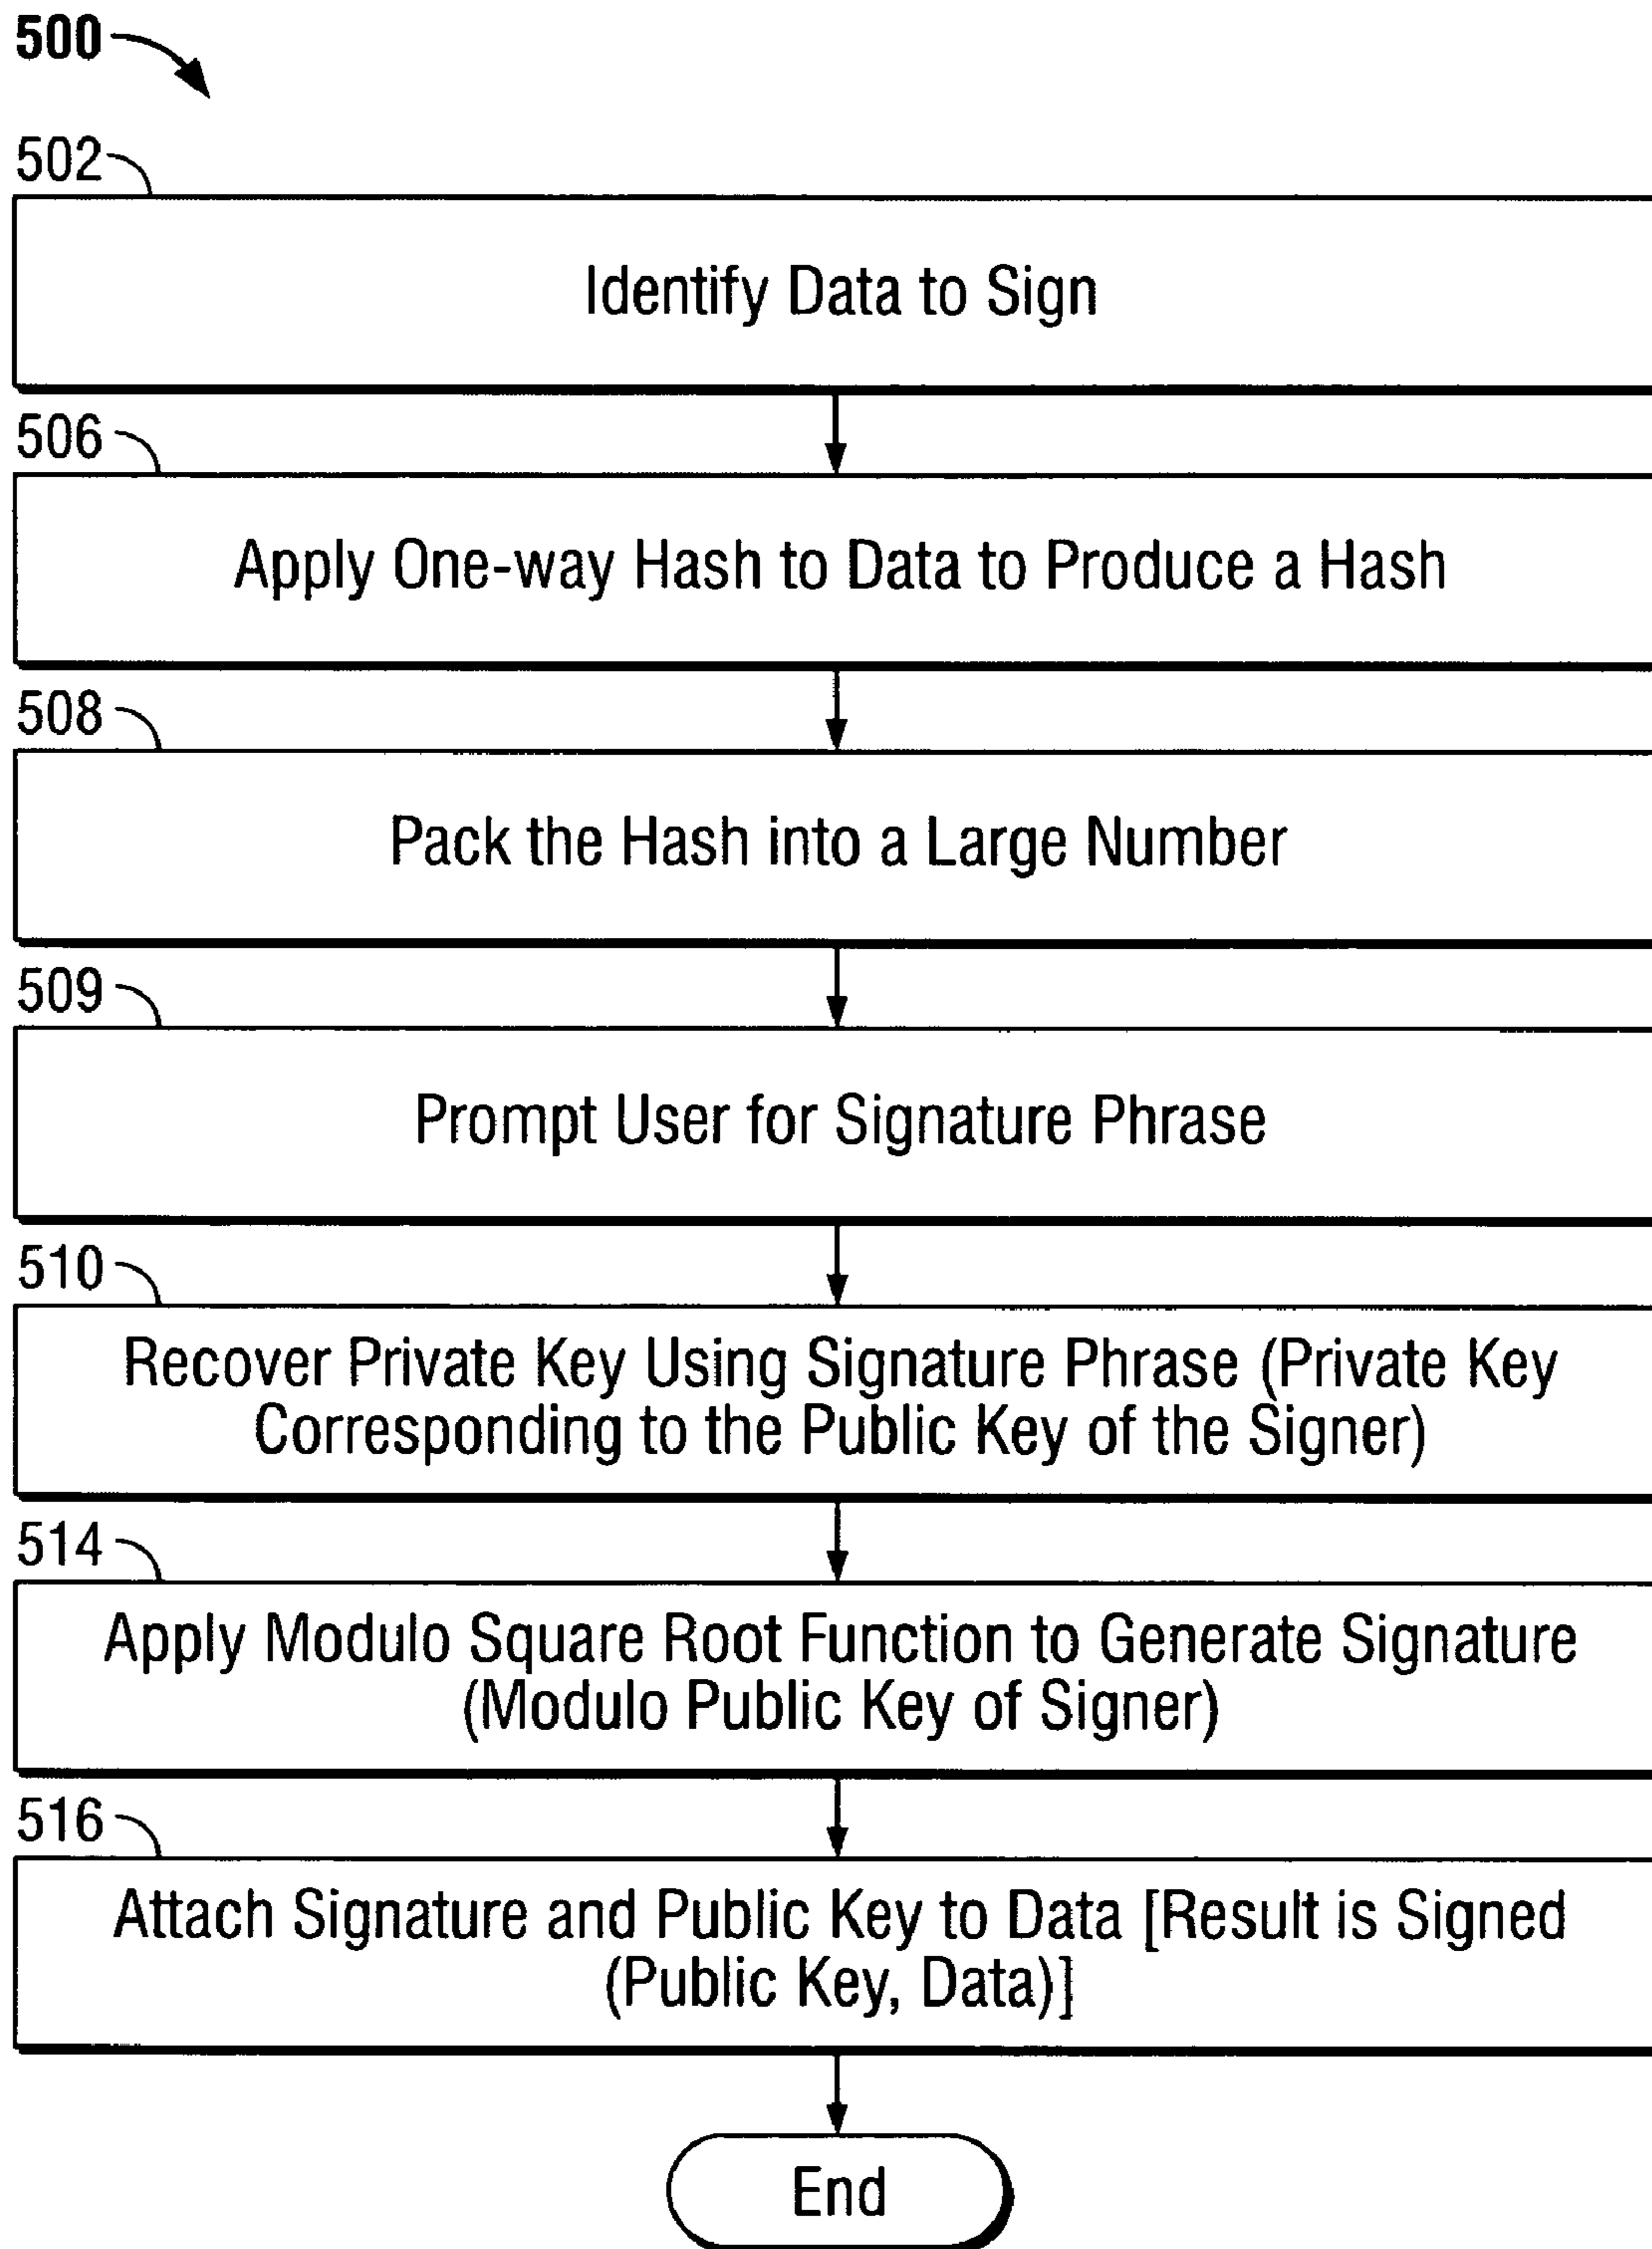 500
502
Identify Data to Sign
506
Apply One-way Hash to Data to Produce a Hash
508
Pack the Hash into a Large Number
509
Prompt User for Signature Phrase
510
Recover Private Key Using Signature Phrase (Private Key
Corresponding to the Public Key of the Signer)
514
Apply Modulo Square Root Function to Generate Signature
(Modulo Public Key of Signer)
516
Attach Signature and Public Key to Data [Result is Signed
(Public Key, Data)]
End